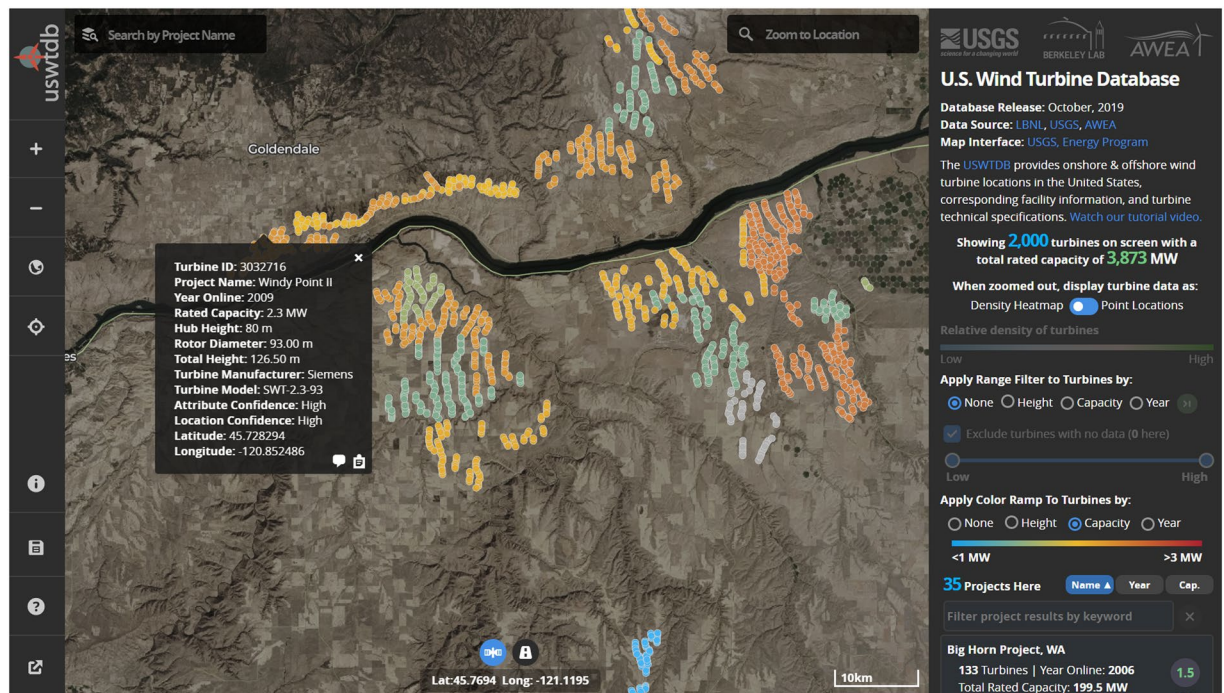 uswtdb
Search by Project Name
Zoom to Location
Goldendale
es
Turbine ID: 3032716
Project Name: Windy Point II
Year Online: 2009
Rated Capacity: 2.3 MW
Hub Height: 80 m
Rotor Diameter: 93.00 m
Total Height: 126.50 m
Turbine Manufacturer: Siemens
Turbine Model: SWT-2.3-93
Attribute Confidence: High
Location Confidence: High
Latitude: 45.728294
Longitude: -120.852486
Lat:45.7694 Long: -121.1195
10km
USGS
science for a changing world
BERKELEY LAB
AWEA
U.S. Wind Turbine Database
Database Release: October, 2019
Data Source: LBNL, USGS, AWEA
Map Interface: USGS, Energy Program
The USWTDB provides onshore & offshore wind
turbine locations in the United States,
corresponding facility information, and turbine
technical specifications. Watch our tutorial video.
Showing 2,000 turbines on screen with a
total rated capacity of 3,873 MW
When zoomed out, display turbine data as:
Density Heatmap Point Locations
Relative density of turbines
Low High
Apply Range Filter to Turbines by:
None Height Capacity Year
Exclude turbines with no data (0 here)
Low High
Apply Color Ramp To Turbines by:
None Height Capacity Year
<1 MW >3 MW
35 Projects Here Name ▲ Year Cap.
Filter project results by keyword
Big Horn Project, WA
133 Turbines | Year Online: 2006
Total Rated Capacity: 199.5 MW
1.5